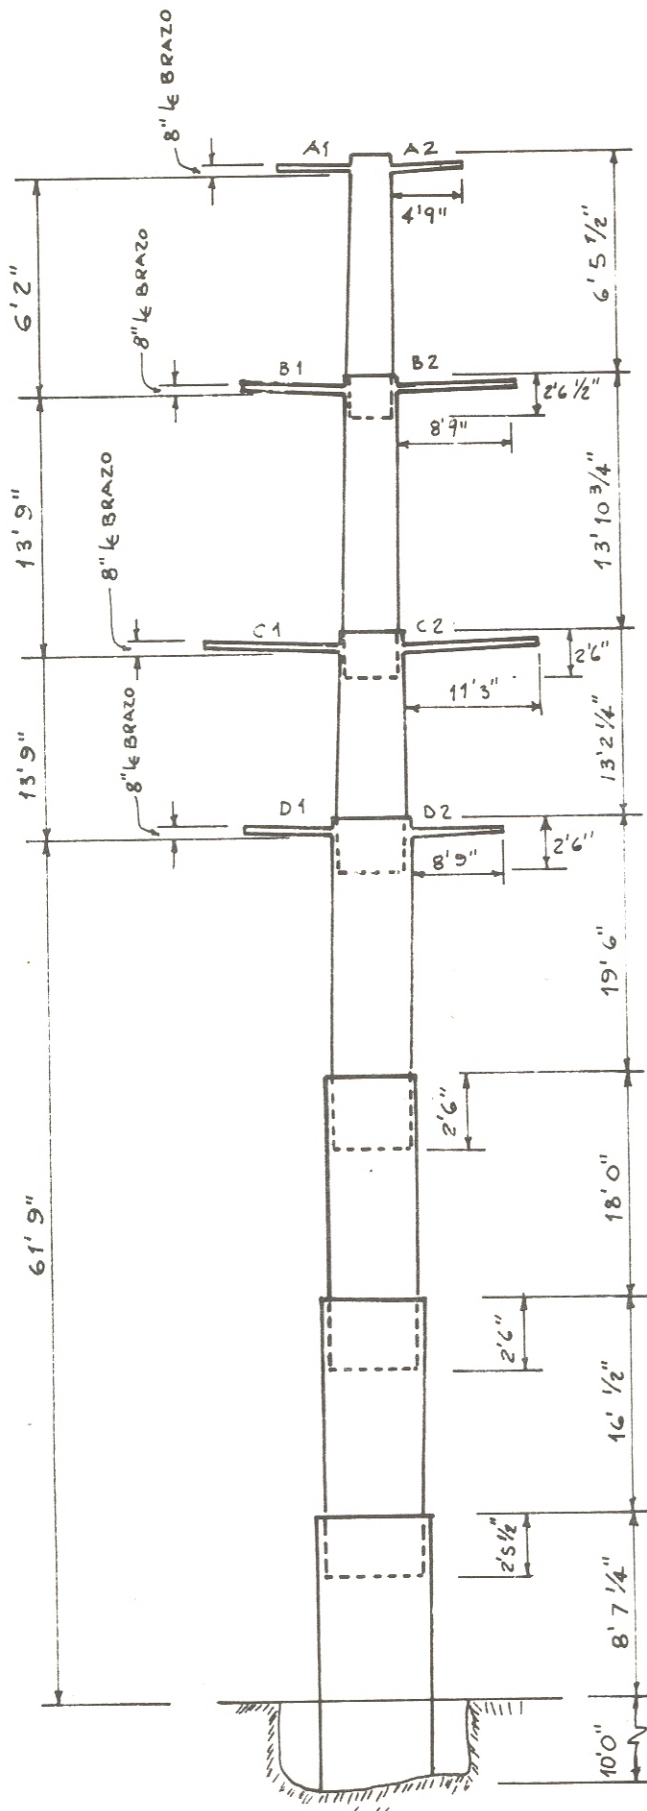 8" ⅊ BRAZO
A1
A2
4'9"
6' 5 1/2"
6' 2"
8" ⅊ BRAZO
B1
B2
2'6 1/2"
8'9"
13' 9"
13' 10 3/4"
8" ⅊ BRAZO
C1
C2
2'6"
11'3"
13' 2 1/4"
13'9"
8" ⅊ BRAZO
D1
D2
2'6"
8'9"
19' 6"
2'6"
18' 0"
61' 9"
2'6"
16' 1/2"
2'5 1/2"
8' 7 1/4"
10'0"